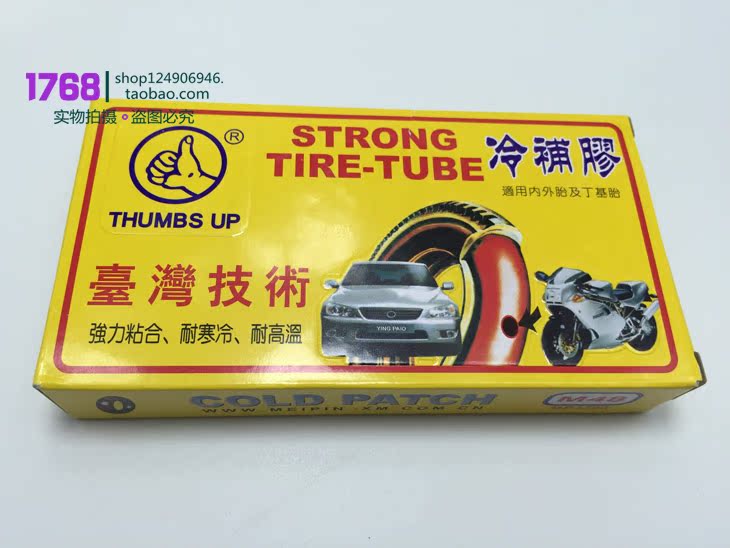 1768
shop124906946.
taobao.com
实物拍摄 盗图必究
®
THUMBS UP
STRONG
TIRE-TUBE
冷補膠
適用内外胎及丁基胎
臺灣技術
強力粘合、耐寒冷、耐高溫
YING PAIO
COLD PATCH
WWW.MEIPIN-XM.COM.CN
M48